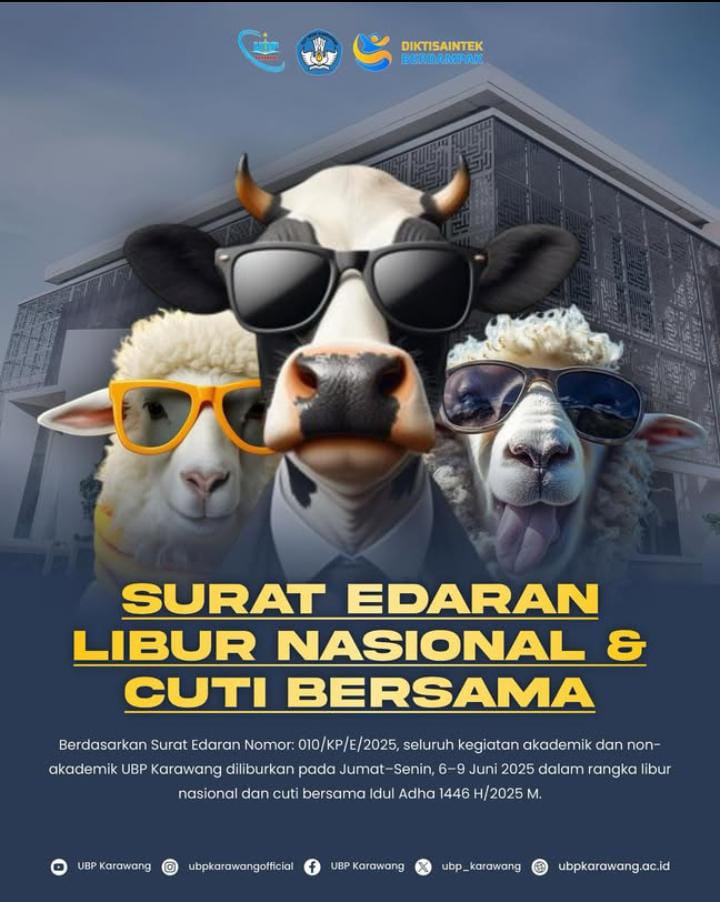 UBP
DIKTISAINTEK
BERDAMPAK
SURAT EDARAN
LIBUR NASIONAL &
CUTI BERSAMA
Berdasarkan Surat Edaran Nomor: 010/KP/E/2025, seluruh kegiatan akademik dan non-
akademik UBP Karawang diliburkan pada Jumat–Senin, 6–9 Juni 2025 dalam rangka libur
nasional dan cuti bersama Idul Adha 1446 H/2025 M.
UBP Karawang ubpkarawangofficial UBP Karawang ubp_karawang ubpkarawang.ac.id